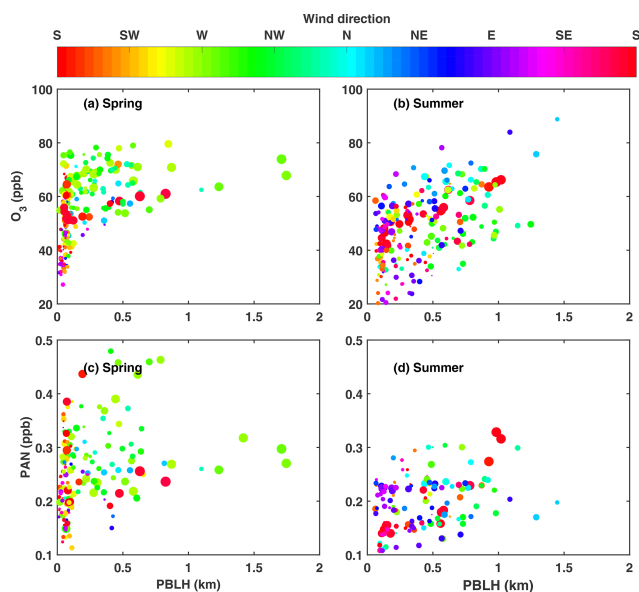 Wind direction
S SW W NW N NE E SE S
100 (a) Spring 100 (b) Summer
80 80
60 60
40 40
20 20
O3 (ppb)
0 0.5 1 1.5 2 0 0.5 1 1.5 2
0.5 0.5
(c) Spring (d) Summer
0.4 0.4
0.3 0.3
0.2 0.2
0.1 0.1
PAN (ppb)
0 0.5 1 1.5 2 0 0.5 1 1.5 2
PBLH (km) PBLH (km)